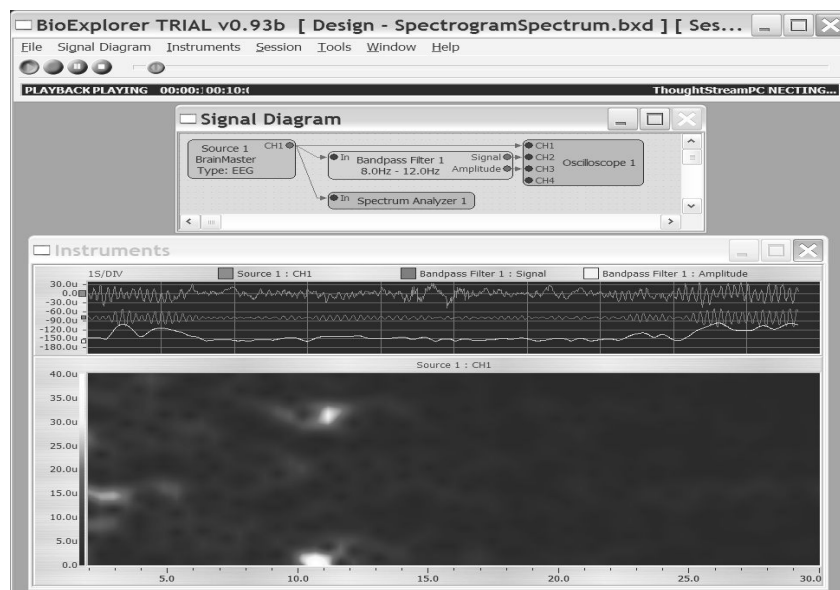 BioExplorer TRIAL v0.93b [ Design - SpectrogramSpectrum.bxd ] [ Ses...
File Signal Diagram Instruments Session Tools Window Help
PLAYBACK PLAYING 00:00: 00:10:0 ThoughtStreamPC NECTING...
Signal Diagram
Source 1 CH1
BrainMaster
Type: EEG
In Bandpass Filter 1 Signal
8.0Hz - 12.0Hz Amplitude
CH1
CH2
CH3
CH4
Oscilloscope 1
In Spectrum Analyzer 1
Instruments
1S/DIV Source 1 : CH1 Bandpass Filter 1 : Signal Bandpass Filter 1 : Amplitude
30.0u
0.0
-30.0u
-60.0u
-90.0u
-120.0u
-150.0u
-180.0u
Source 1 : CH1
40.0u
35.0u
30.0u
25.0u
20.0u
15.0u
10.0u
5.0u
0.0
5.0 10.0 15.0 20.0 25.0 30.0